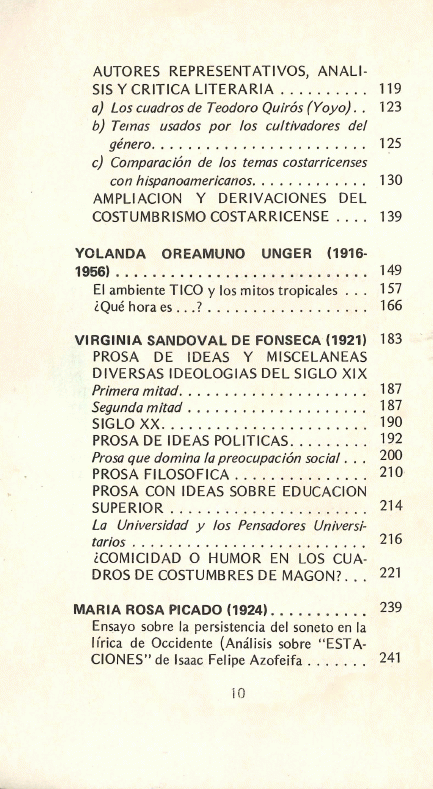 AUTORES REPRESENTATIVOS, ANALI-
SIS Y CRITICA LITERARIA . . . . . . . . . . 119
a) Los cuadros de Teodoro Quirós (Yoyo). . 123
b) Temas usados por los cultivadores del
género. . . . . . . . . . . . . . . . . . . . . . . . 125
c) Comparación de los temas costarricenses
con hispanoamericanos. . . . . . . . . . . . . 130
AMPLIACION Y DERIVACIONES DEL
COSTUMBRISMO COSTARRICENSE . . . . 139
YOLANDA OREAMUNO UNGER (1916-
1956) . . . . . . . . . . . . . . . . . . . . . . . . . . . . 149
El ambiente TICO y los mitos tropicales . . . 157
¿Qué hora es . . .? . . . . . . . . . . . . . . . . . . 166
VIRGINIA SANDOVAL DE FONSECA (1921) 183
PROSA DE IDEAS Y MISCELANEAS
DIVERSAS IDEOLOGIAS DEL SIGLO XIX
Primera mitad. . . . . . . . . . . . . . . . . . . . . 187
Segunda mitad . . . . . . . . . . . . . . . . . . . . 187
SIGLO XX. . . . . . . . . . . . . . . . . . . . . . . 190
PROSA DE IDEAS POLITICAS. . . . . . . . . 192
Prosa que domina la preocupación social . . . 200
PROSA FILOSOFICA . . . . . . . . . . . . . . . 210
PROSA CON IDEAS SOBRE EDUCACION
SUPERIOR . . . . . . . . . . . . . . . . . . . . . . 214
La Universidad y los Pensadores Universi-
tarios . . . . . . . . . . . . . . . . . . . . . . . . . . 216
¿COMICIDAD O HUMOR EN LOS CUA-
DROS DE COSTUMBRES DE MAGON?. . . 221
MARIA ROSA PICADO (1924). . . . . . . . . . . 239
Ensayo sobre la persistencia del soneto en la
lírica de Occidente (Análisis sobre "ESTA-
CIONES" de Isaac Felipe Azofeifa . . . . . . . 241
10